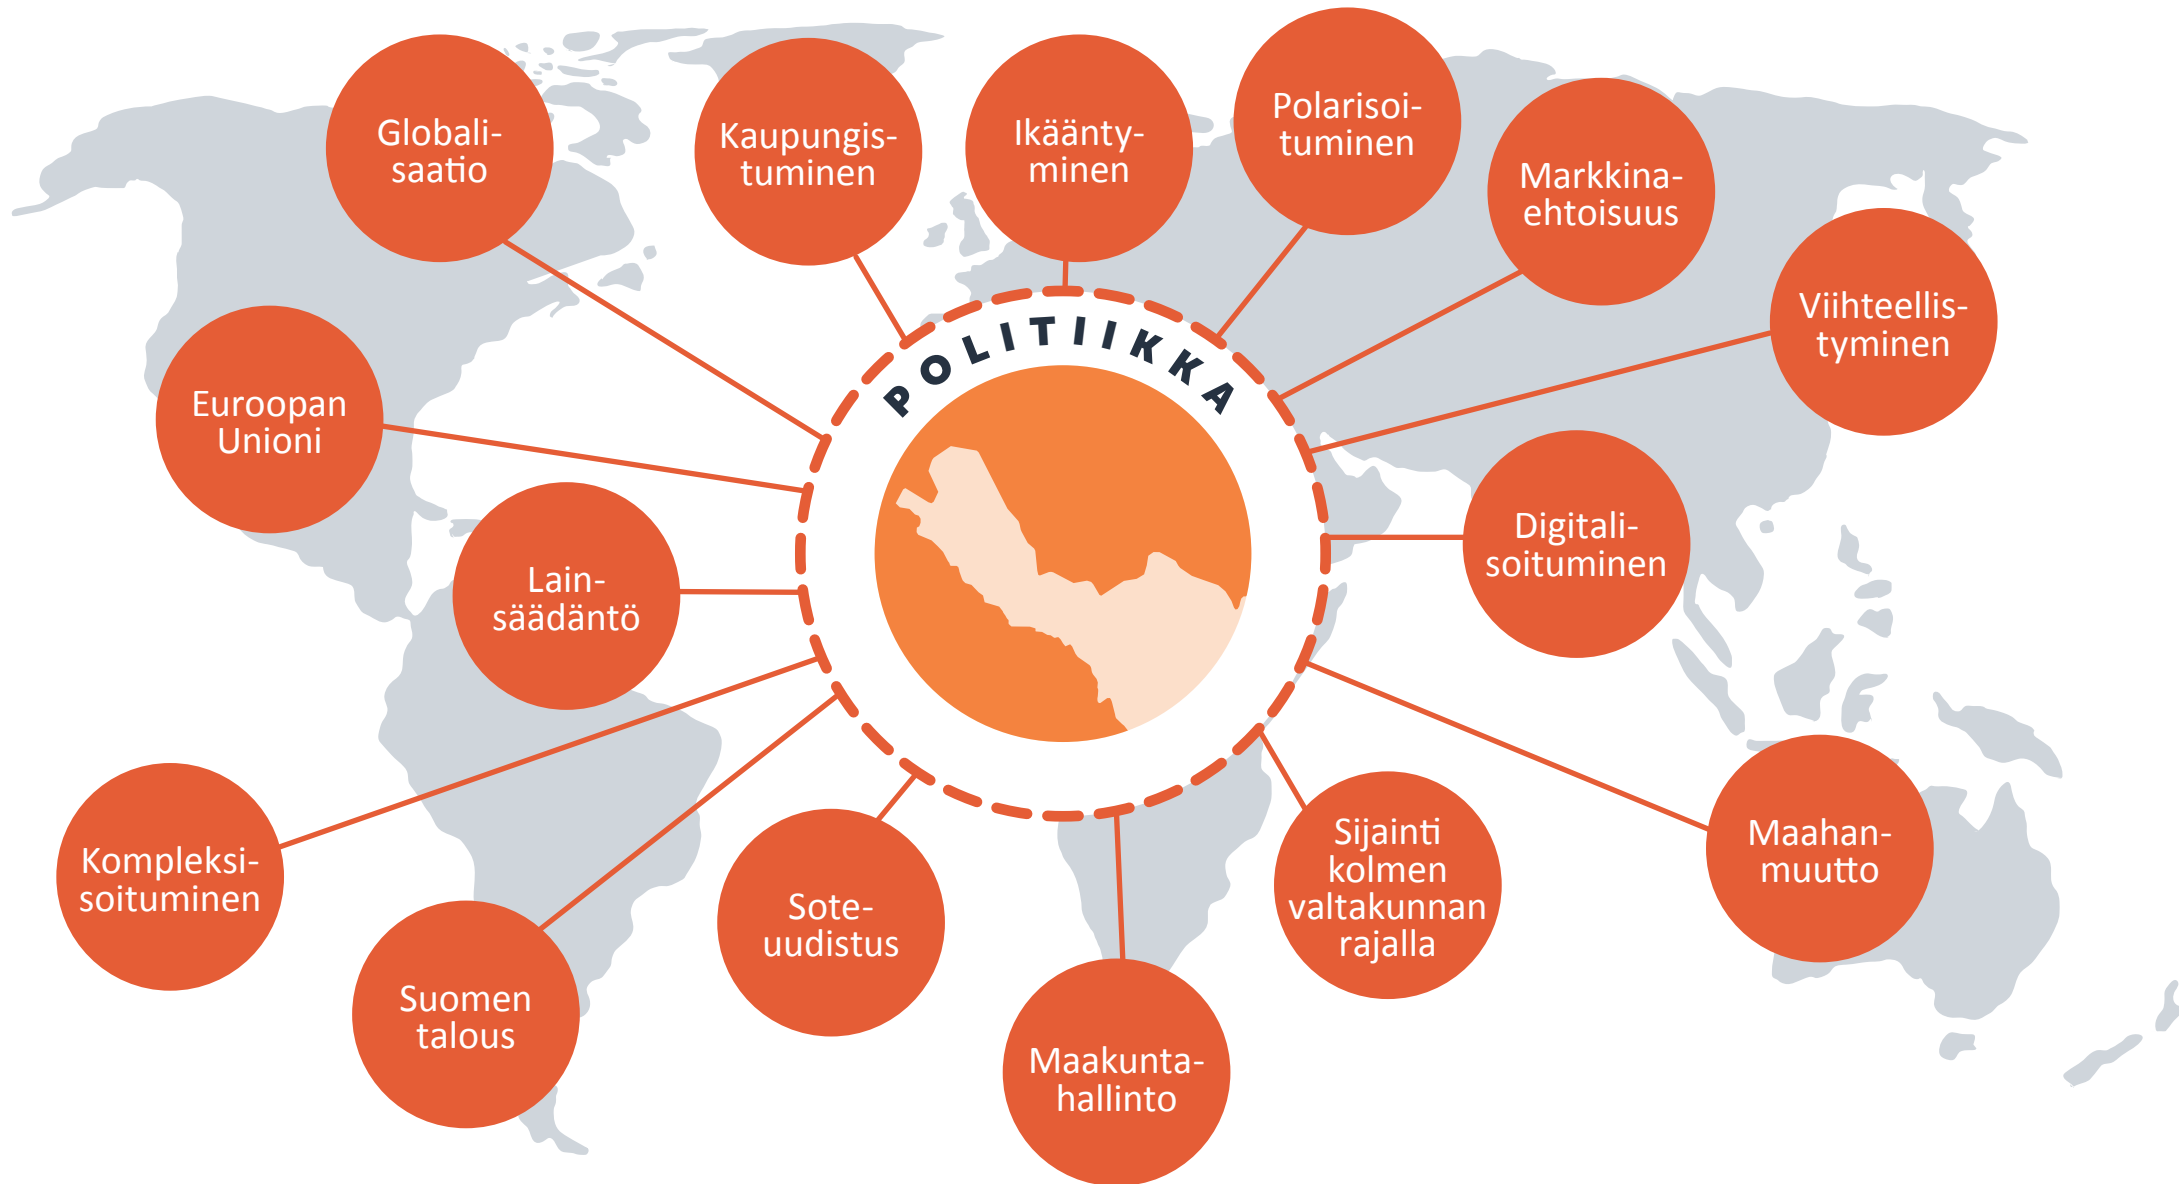 Globali-
saatio
Kaupungis-
tuminen
Ikäänty-
minen
Polarisoi-
tuminen
Markkina-
ehtoisuus
Viihteellis-
tyminen
Euroopan
Unioni
POLITIIKKA
Digitali-
soituminen
Lain-
säädäntö
Kompleksi-
soituminen
Suomen
talous
Sote-
uudistus
Maakunta-
hallinto
Sijainti
kolmen
valtakunnan
rajalla
Maahan-
muutto